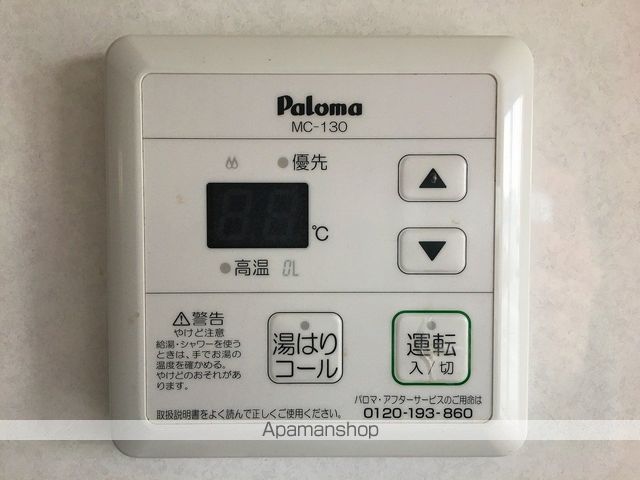 Paloma
MC-130
優先
℃
高温
警告
やけど注意
給湯・シャワーを使う
ときは、手でお湯の
温度を確かめる。
やけどのおそれがあ
ります。
湯はり
コール
運転
入/切
取扱説明書をよく読んで正しくご使用ください。
パロマ・アフターサービスのご用命は
0120-193-860
Apamanshop